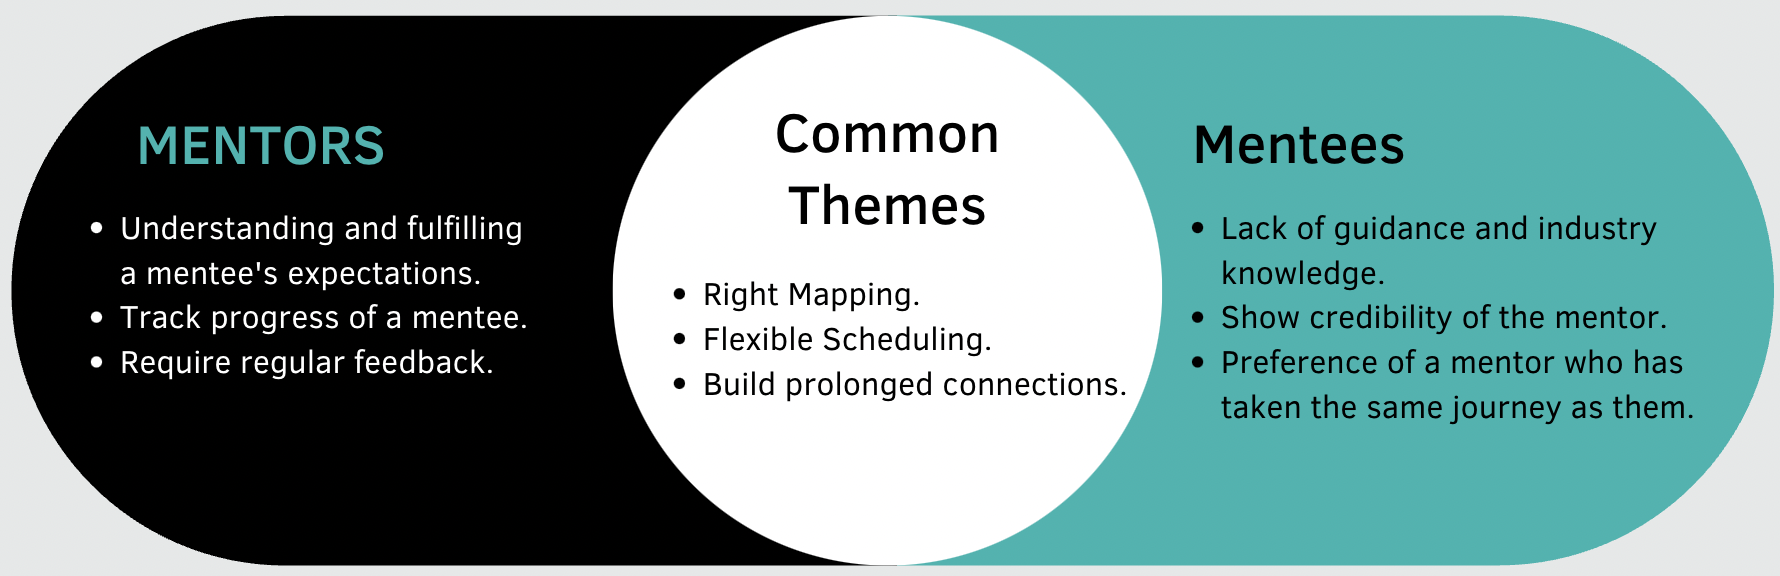 MENTORS
• Understanding and fulfilling
a mentee's expectations.
• Track progress of a mentee.
• Require regular feedback.
Common
Themes
• Right Mapping.
• Flexible Scheduling.
• Build prolonged connections.
Mentees
• Lack of guidance and industry
knowledge.
• Show credibility of the mentor.
• Preference of a mentor who has
taken the same journey as them.